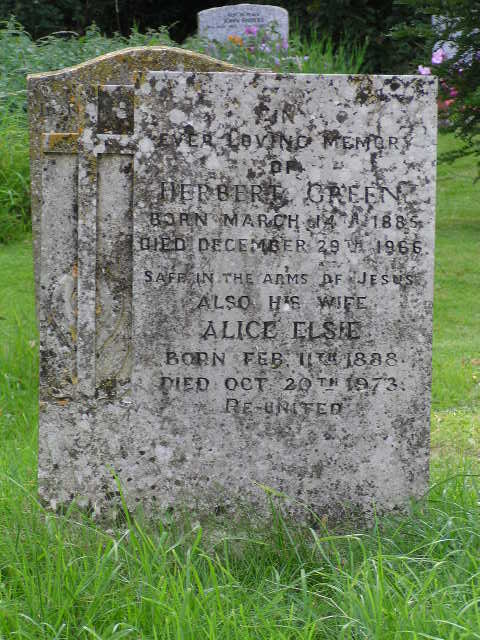 IN
EVER LOVING MEMORY
OF
HERBERT GREEN
BORN MARCH 14TH 1885
DIED DECEMBER 29TH 1966
SAFE IN THE ARMS OF JESUS
ALSO HIS WIFE
ALICE ELSIE
BORN FEB. 11TH 1888
DIED OCT. 20TH 1973.
RE-UNITED